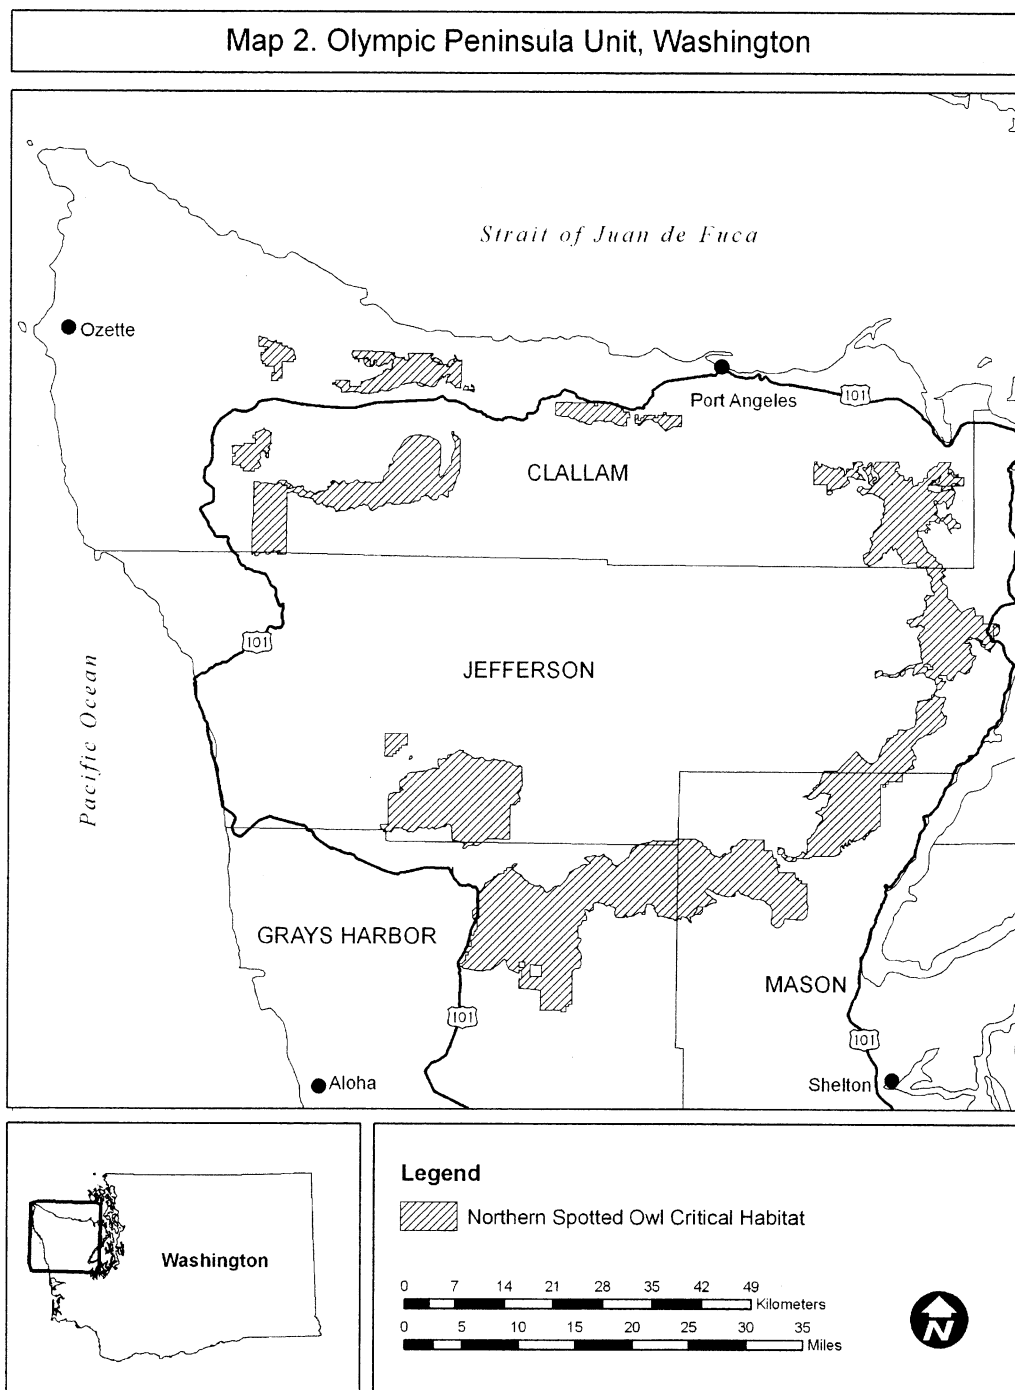 Map 2. Olympic Peninsula Unit, Washington
Strait of Juan de Fuca
Ozette
Port Angeles
101
CLALLAM
101
JEFFERSON
Pacific Ocean
GRAYS HARBOR
MASON
101
101
Aloha
Shelton
Washington
Legend
Northern Spotted Owl Critical Habitat
0 7 14 21 28 35 42 49
Kilometers
0 5 10 15 20 25 30 35
Miles
N